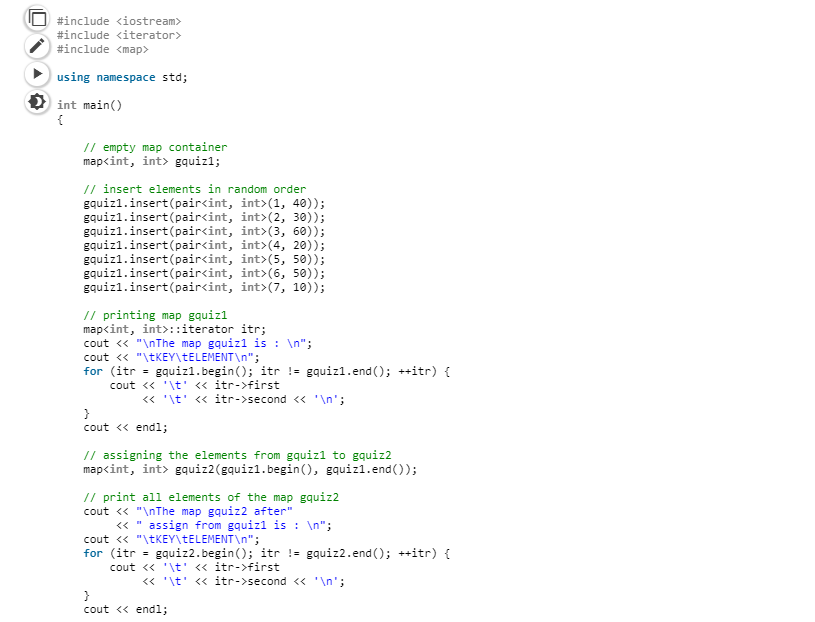 #include <iostream>
#include <iterator>
#include <map>
using namespace std;
int main()
{
// empty map container
map<int, int> gquiz1;
// insert elements in random order
gquiz1.insert(pair<int, int>(1, 40));
gquiz1.insert(pair<int, int>(2, 30));
gquiz1.insert(pair<int, int>(3, 60));
gquiz1.insert(pair<int, int>(4, 20));
gquiz1.insert(pair<int, int>(5, 50));
gquiz1.insert(pair<int, int>(6, 50));
gquiz1.insert(pair<int, int>(7, 10));
// printing map gquiz1
map<int, int>::iterator itr;
cout << "\nThe map gquiz1 is : \n";
cout << "\tKEY\tELEMENT\n";
for (itr = gquiz1.begin(); itr != gquiz1.end(); ++itr) {
cout << '\t' << itr->first
<< '\t' << itr->second << '\n';
}
cout << endl;
// assigning the elements from gquiz1 to gquiz2
map<int, int> gquiz2(gquiz1.begin(), gquiz1.end());
// print all elements of the map gquiz2
cout << "\nThe map gquiz2 after"
<< " assign from gquiz1 is : \n";
cout << "\tKEY\tELEMENT\n";
for (itr = gquiz2.begin(); itr != gquiz2.end(); ++itr) {
cout << '\t' << itr->first
<< '\t' << itr->second << '\n';
}
cout << endl;